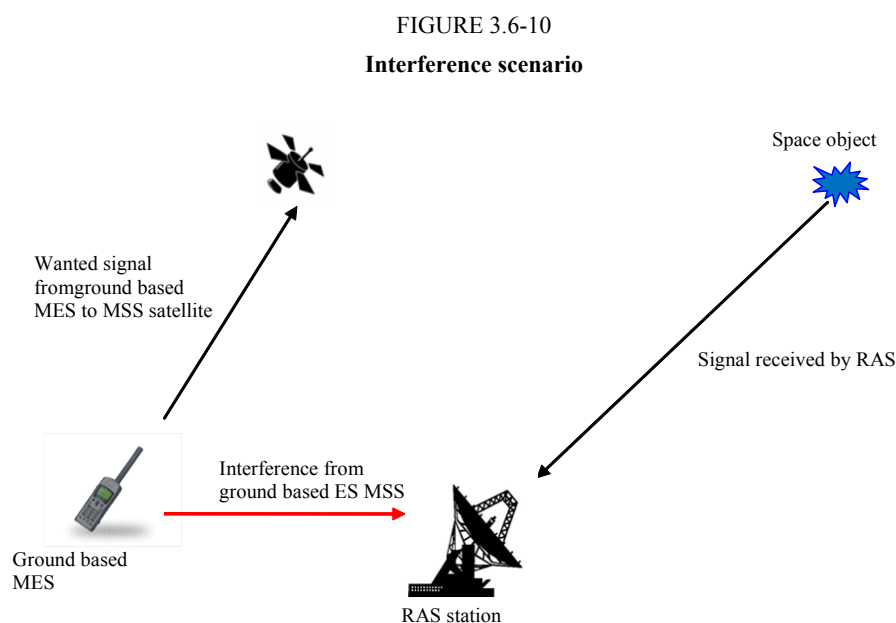 FIGURE 3.6-10
Interference scenario
Space object
Wanted signal
fromground based
MES to MSS satellite
Signal received by RAS
Interference from
ground based ES MSS
Ground based
MES
RAS station